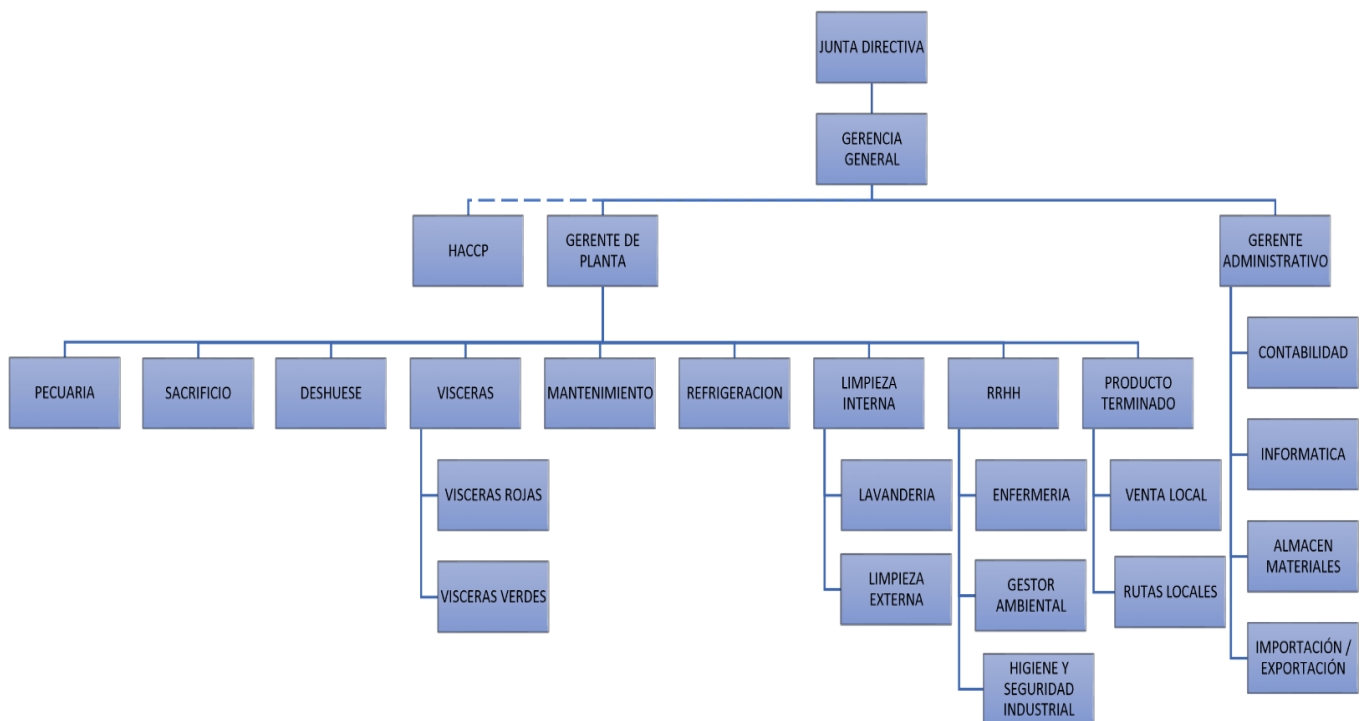 JUNTA DIRECTIVA
GERENCIA
GENERAL
HACCP
GERENTE DE
PLANTA
GERENTE
ADMINISTRATIVO
PECUARIA
SACRIFICIO
DESHUESE
VISCERAS
MANTENIMIENTO
REFRIGERACION
LIMPIEZA
INTERNA
RRHH
PRODUCTO
TERMINADO
CONTABILIDAD
VISCERAS ROJAS
LAVANDERIA
ENFERMERIA
VENTA LOCAL
INFORMATICA
VISCERAS VERDES
LIMPIEZA
EXTERNA
GESTOR
AMBIENTAL
RUTAS LOCALES
ALMACEN
MATERIALES
HIGIENE Y
SEGURIDAD
INDUSTRIAL
IMPORTACIÓN /
EXPORTACIÓN